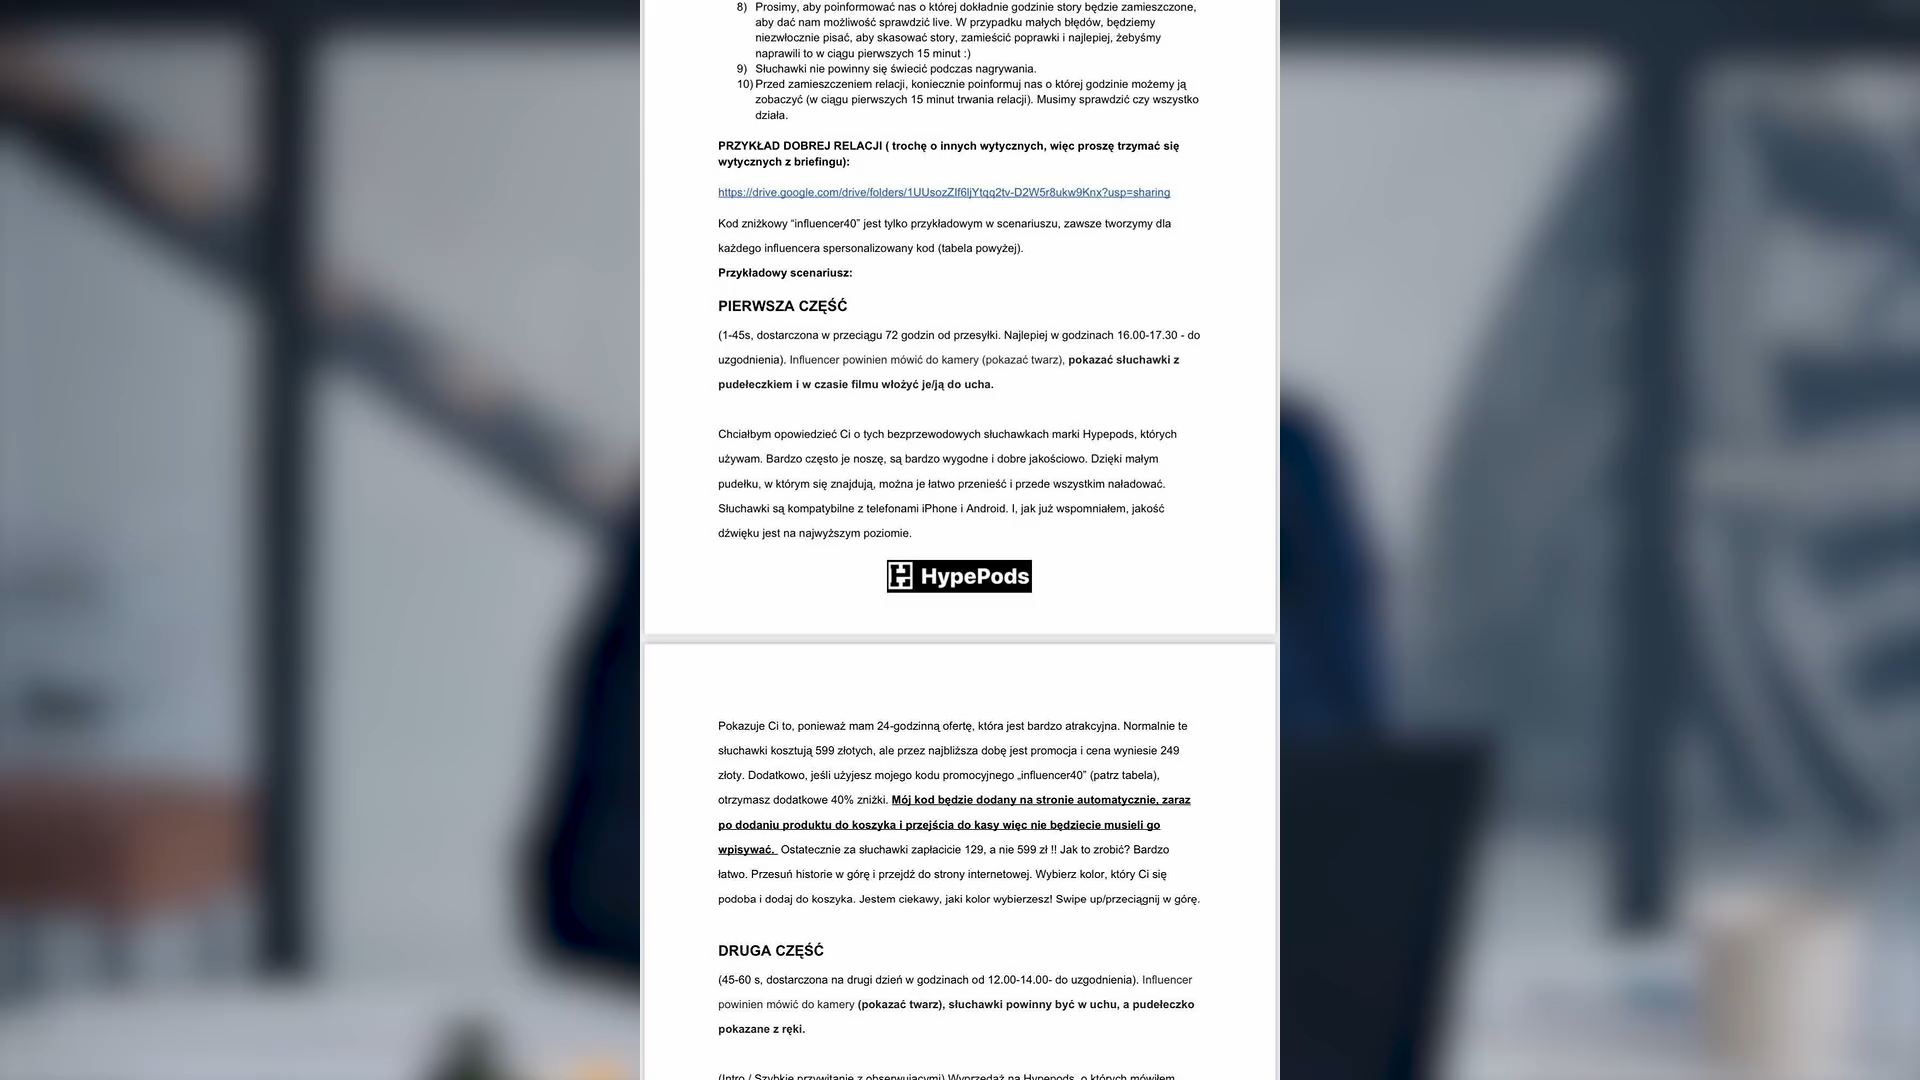 8) Prosimy, aby poinformować nas o której dokładnie godzinie story będzie zamieszczone,
aby dać nam możliwość sprawdzić live. W przypadku małych błędów, będziemy
niezwłocznie pisać, aby skasować story, zamieścić poprawki i najlepiej, żebyśmy
naprawili to w ciągu pierwszych 15 minut :)
9) Słuchawki nie powinny się świecić podczas nagrywania.
10) Przed zamieszczeniem relacji, koniecznie poinformuj nas o której godzinie możemy ją
zobaczyć (w ciągu pierwszych 15 minut trwania relacji). Musimy sprawdzić czy wszystko
działa.
PRZYKŁAD DOBREJ RELACJI ( trochę o innych wytycznych, więc proszę trzymać się
wytycznych z briefingu):
https://drive.google.com/drive/folders/1UUsozZIf6ljYtqq2tv-D2W5r8ukw9Knx?usp=sharing
Kod zniżkowy “influencer40” jest tylko przykładowym w scenariuszu, zawsze tworzymy dla
każdego influencera spersonalizowany kod (tabela powyżej).
Przykładowy scenariusz:
PIERWSZA CZĘŚĆ
(1-45s, dostarczona w przeciągu 72 godzin od przesyłki. Najlepiej w godzinach 16.00-17.30 - do
uzgodnienia). Influencer powinien mówić do kamery (pokazać twarz), pokazać słuchawki z
pudełeczkiem i w czasie filmu włożyć je/ją do ucha.
Chciałbym opowiedzieć Ci o tych bezprzewodowych słuchawkach marki Hypepods, których
używam. Bardzo często je noszę, są bardzo wygodne i dobre jakościowo. Dzięki małym
pudełku, w którym się znajdują, można je łatwo przenieść i przede wszystkim naładować.
Słuchawki są kompatybilne z telefonami iPhone i Android. I, jak już wspomniałem, jakość
dźwięku jest na najwyższym poziomie.
HypePods
Pokazuje Ci to, ponieważ mam 24-godzinną ofertę, która jest bardzo atrakcyjna. Normalnie te
słuchawki kosztują 599 złotych, ale przez najbliższa dobę jest promocja i cena wyniesie 249
złoty. Dodatkowo, jeśli użyjesz mojego kodu promocyjnego „influencer40” (patrz tabela),
otrzymasz dodatkowe 40% zniżki. Mój kod będzie dodany na stronie automatycznie, zaraz
po dodaniu produktu do koszyka i przejścia do kasy więc nie będziecie musieli go
wpisywać. Ostatecznie za słuchawki zapłacicie 129, a nie 599 zł !! Jak to zrobić? Bardzo
łatwo. Przesuń historie w górę i przejdź do strony internetowej. Wybierz kolor, który Ci się
podoba i dodaj do koszyka. Jestem ciekawy, jaki kolor wybierzesz! Swipe up/przeciągnij w górę.
DRUGA CZĘŚĆ
(45-60 s, dostarczona na drugi dzień w godzinach od 12.00-14.00- do uzgodnienia). Influencer
powinien mówić do kamery (pokazać twarz), słuchawki powinny być w uchu, a pudełeczko
pokazane z ręki.
(Intro / Szybkie przywitanie z obserwującymi) Wyprzedaż na Hypepods, o których mówiłem